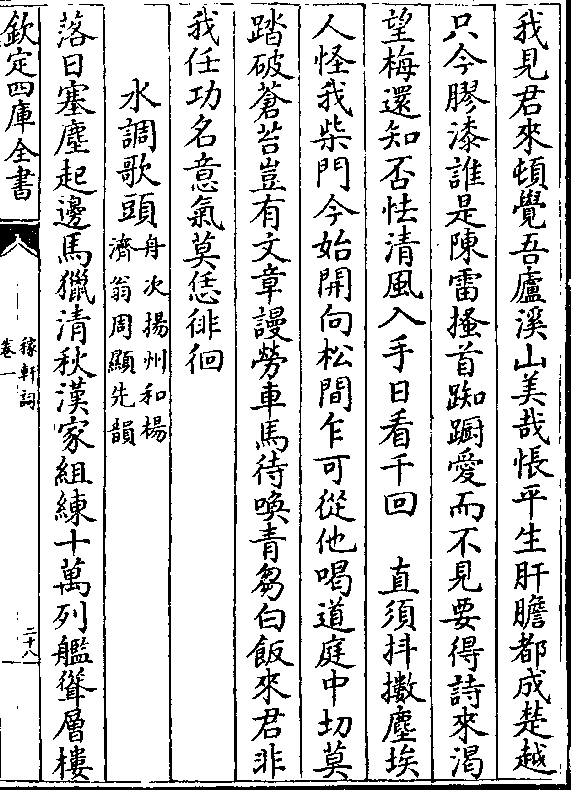 我見君來頓覺吾廬溪山美哉悵平生肝膽都成楚越
只今膠漆誰是陳雷搔首踟蹰愛而不見要得詩來渴
望梅還知否怯清風入手日看千回　直須抖擻塵埃
人怪我柴門今始開向松間乍可從他喝道庭中切莫
踏破蒼苔豈有文章謾勞車馬待喚青芻白飯來君非
我任功名意氣莫恁徘徊
水調歌頭舟次揚州和楊
濟翁周顯先韻
落日塞塵起邊馬獵清秋漢家組練十萬列艦聳層樓
欽定四庫全書
稼軒詞
卷一
二十八